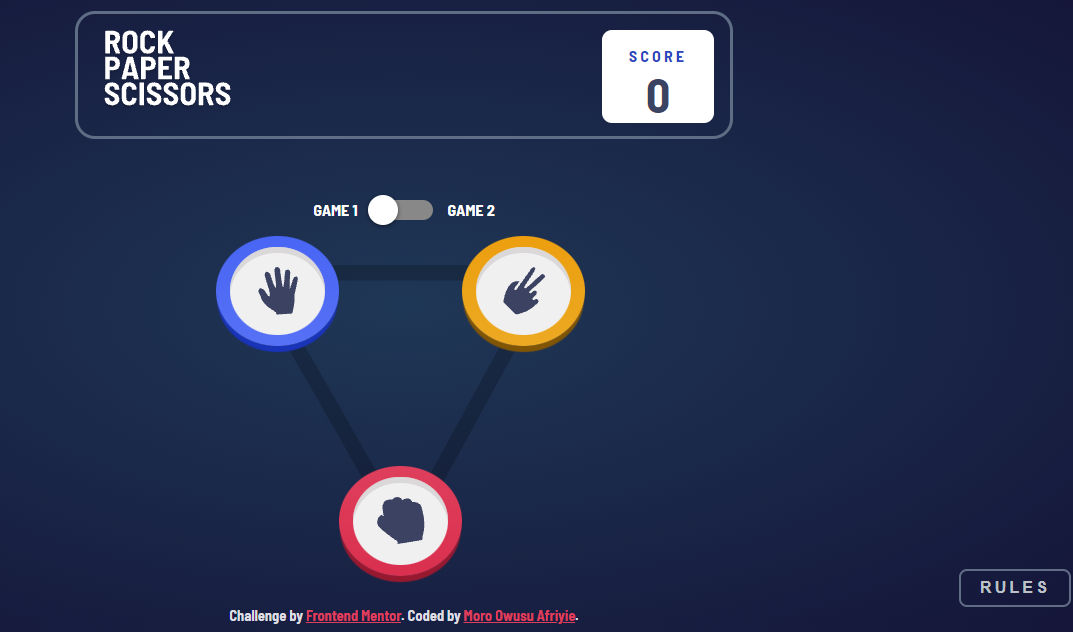 ROCK
PAPER
SCISSORS
SCORE
0
GAME 1 GAME 2
RULES
Challenge by Frontend Mentor. Coded by Moro Owusu Afriyie.